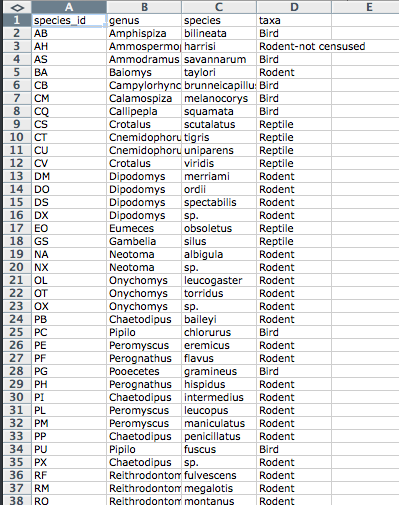 A B C D E
1 species_id genus species taxa
2 AB Amphispiza bilineata Bird
3 AH Ammospermo harrisi Rodent-not censused
4 AS Ammodramus savannarum Bird
5 BA Baiomys taylori Rodent
6 CB Campylorhync brunneicapillus Bird
7 CM Calamospiza melanocorys Bird
8 CQ Callipepla squamata Bird
9 CS Crotalus scutalatus Reptile
10 CT Cnemidophoru tigris Reptile
11 CU Cnemidophoru uniparens Reptile
12 CV Crotalus viridis Reptile
13 DM Dipodomys merriami Rodent
14 DO Dipodomys ordii Rodent
15 DS Dipodomys spectabilis Rodent
16 DX Dipodomys sp. Rodent
17 EO Eumeces obsoletus Reptile
18 GS Gambelia silus Reptile
19 NA Neotoma albigula Rodent
20 NX Neotoma sp. Rodent
21 OL Onychomys leucogaster Rodent
22 OT Onychomys torridus Rodent
23 OX Onychomys sp. Rodent
24 PB Chaetodipus baileyi Rodent
25 PC Pipilo chlorurus Bird
26 PE Peromyscus eremicus Rodent
27 PF Perognathus flavus Rodent
28 PG Pooecetes gramineus Bird
29 PH Perognathus hispidus Rodent
30 PI Chaetodipus intermedius Rodent
31 PL Peromyscus leucopus Rodent
32 PM Peromyscus maniculatus Rodent
33 PP Chaetodipus penicillatus Rodent
34 PU Pipilo fuscus Bird
35 PX Chaetodipus sp. Rodent
36 RF Reithrodontom fulvescens Rodent
37 RM Reithrodontom megalotis Rodent
38 RO Reithrodontom montanus Rodent